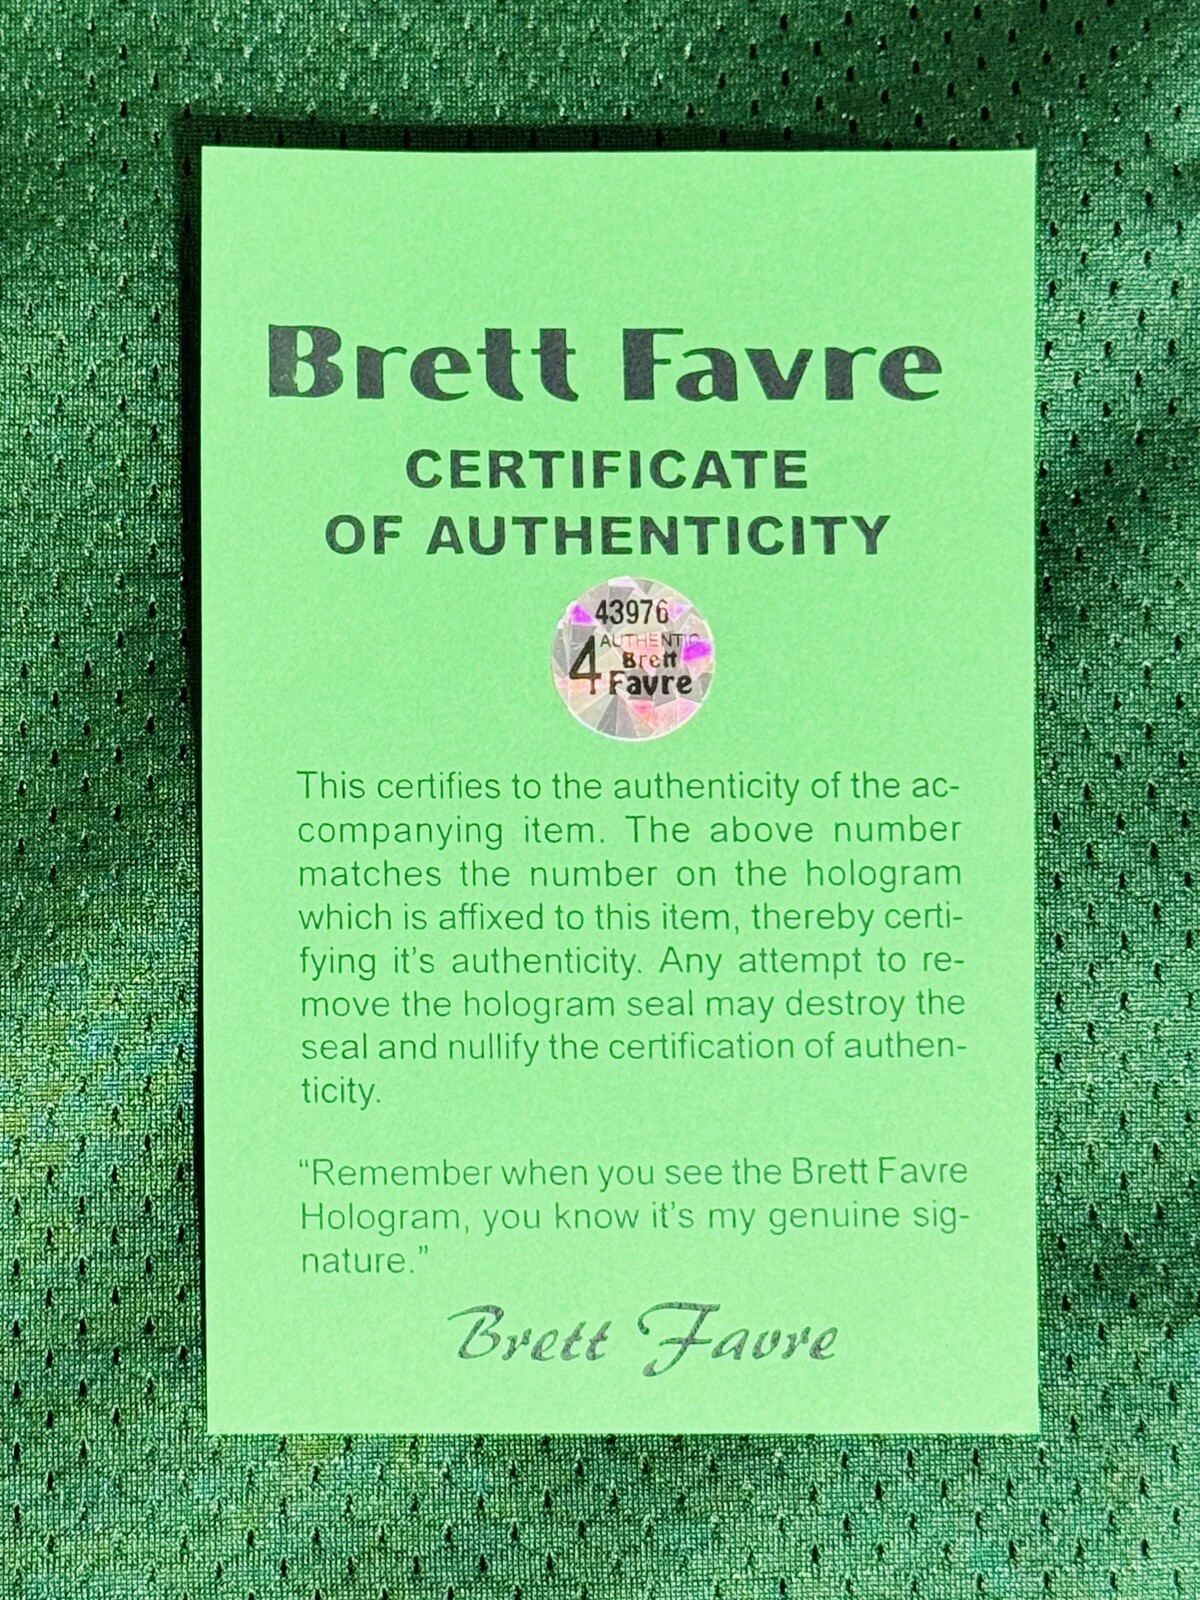 Brett Favre
CERTIFICATE
OF AUTHENTICITY
43976
AUTHENTIC
4 Brett
Favre
This certifies to the authenticity of the ac-
companying item. The above number
matches the number on the hologram
which is affixed to this item, thereby certi-
fying it's authenticity. Any attempt to re-
move the hologram seal may destroy the
seal and nullify the certification of authen-
ticity.
“Remember when you see the Brett Favre
Hologram, you know it's my genuine sig-
nature.”
Brett Favre